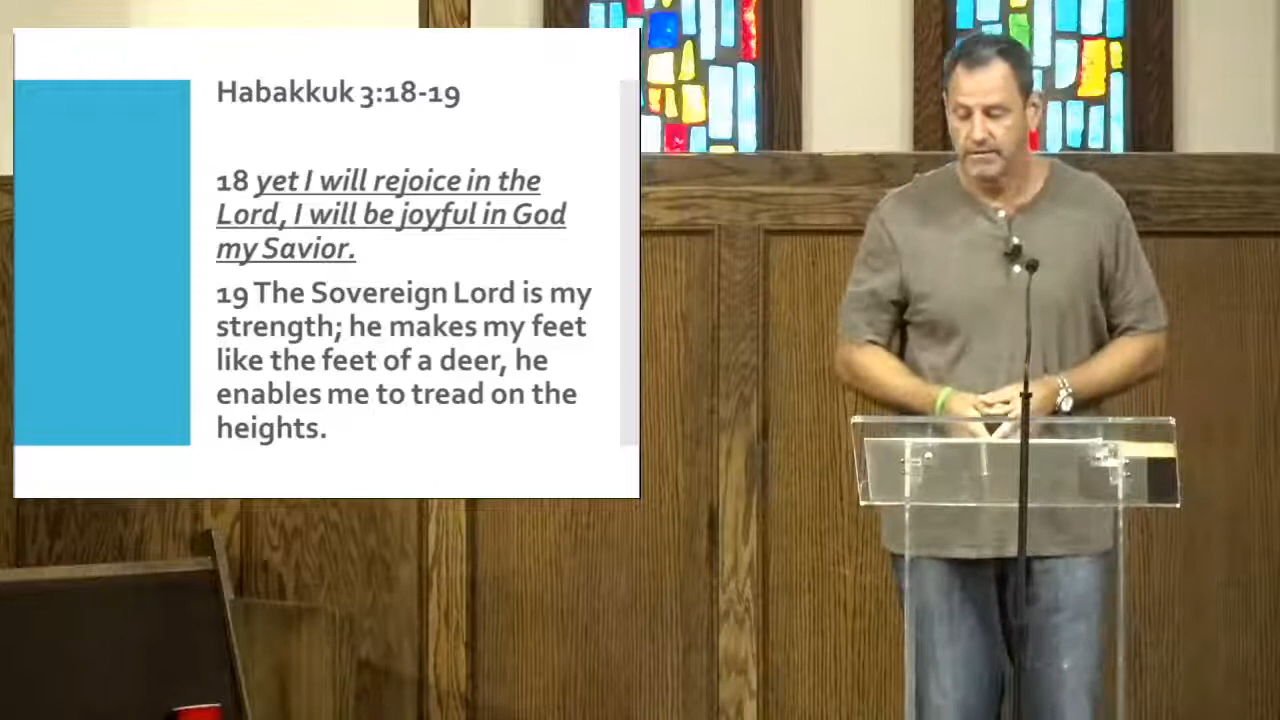 Habakkuk 3:18-19
18 yet I will rejoice in the
Lord, I will be joyful in God
my Savior.
19 The Sovereign Lord is my
strength; he makes my feet
like the feet of a deer, he
enables me to tread on the
heights.